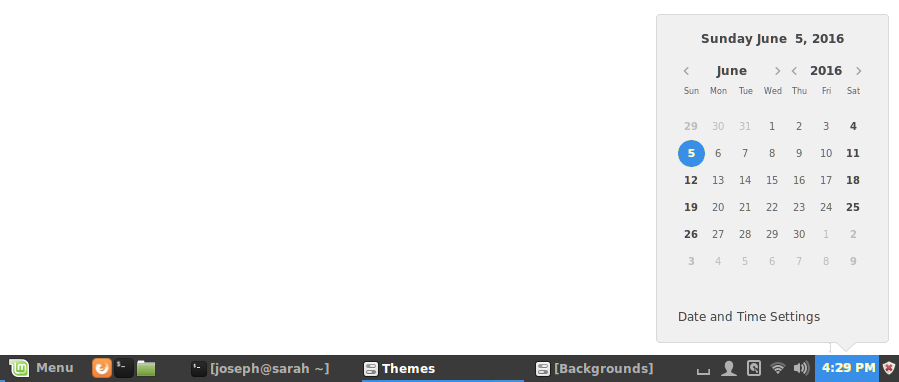 Sunday June  5, 2016
June 2016
Sun Mon Tue Wed Thu Fri Sat
29 30 31 1 2 3 4
5 6 7 8 9 10 11
12 13 14 15 16 17 18
19 20 21 22 23 24 25
26 27 28 29 30 1 2
3 4 5 6 7 8 9
Date and Time Settings
Menu [joseph@sarah ~] Themes [Backgrounds] 4:29 PM